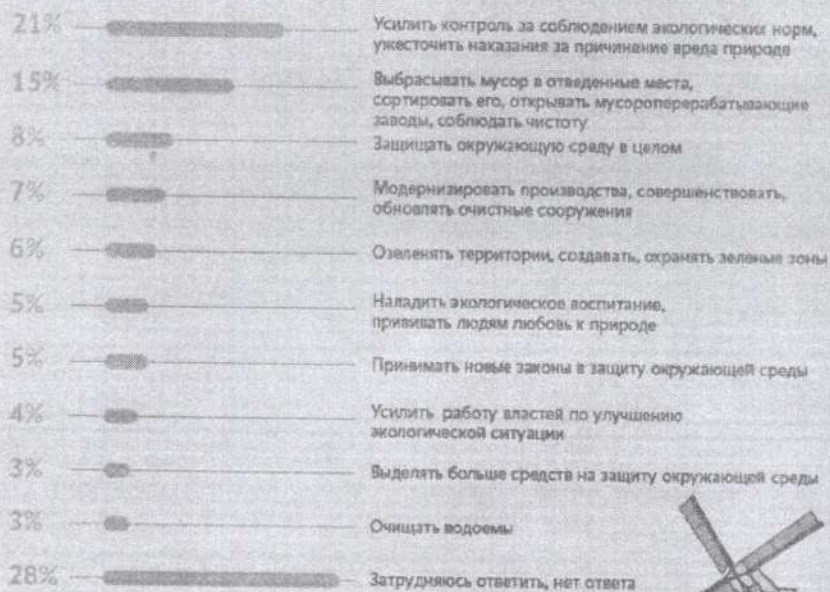 21%
Усилить контроль за соблюдением экологических норм,
ужесточить наказания за причинение вреда природе
15%
Выбрасывать мусор в отведенные места,
сортировать его, открывать мусороперерабатывающие
заводы, соблюдать чистоту
8%
Защищать окружающую среду в целом
7%
Модернизировать производства, совершенствовать,
обновлять очистные сооружения
6%
Озеленять территории, создавать, охранять зеленые зоны
5%
Наладить экологическое воспитание,
прививать людям любовь к природе
5%
Принимать новые законы в защиту окружающей среды
4%
Усилить работу властей по улучшению
экологической ситуации
3%
Выделять больше средств на защиту окружающей среды
3%
Очищать водоемы
28%
Затрудняюсь ответить, нет ответа